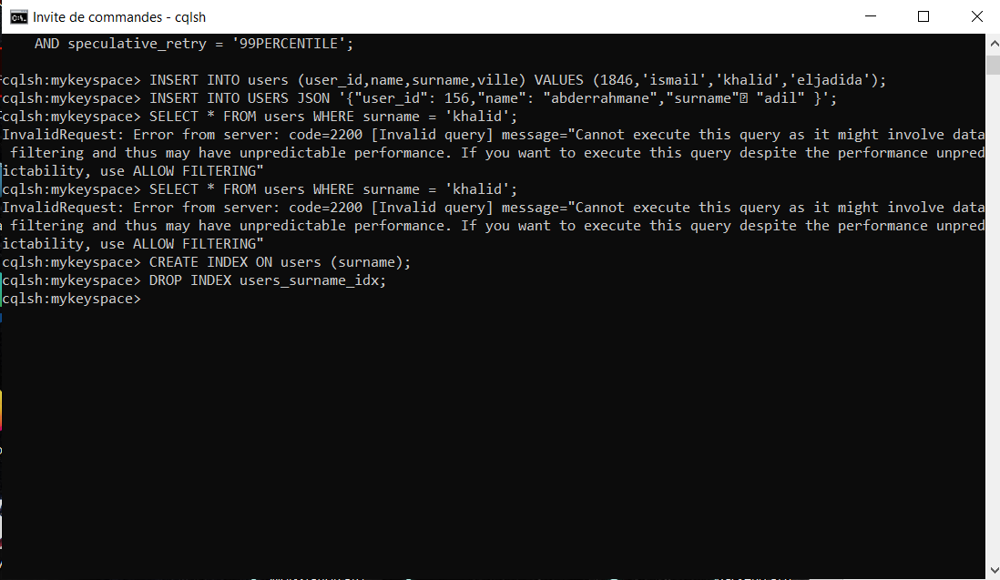 Invite de commandes - cqlsh
AND speculative_retry = '99PERCENTILE';
cqlsh:mykeyspace> INSERT INTO users (user_id,name,surname,ville) VALUES (1846,'ismail','khalid','eljadida');
cqlsh:mykeyspace> INSERT INTO USERS JSON '{"user_id": 156,"name": "abderrahmane","surname" "adil" }';
cqlsh:mykeyspace> SELECT * FROM users WHERE surname = 'khalid';
InvalidRequest: Error from server: code=2200 [Invalid query] message="Cannot execute this query as it might involve data
filtering and thus may have unpredictable performance. If you want to execute this query despite the performance unpred
ictability, use ALLOW FILTERING"
cqlsh:mykeyspace> SELECT * FROM users WHERE surname = 'khalid';
InvalidRequest: Error from server: code=2200 [Invalid query] message="Cannot execute this query as it might involve data
filtering and thus may have unpredictable performance. If you want to execute this query despite the performance unpred
ictability, use ALLOW FILTERING"
cqlsh:mykeyspace> CREATE INDEX ON users (surname);
cqlsh:mykeyspace> DROP INDEX users_surname_idx;
cqlsh:mykeyspace>